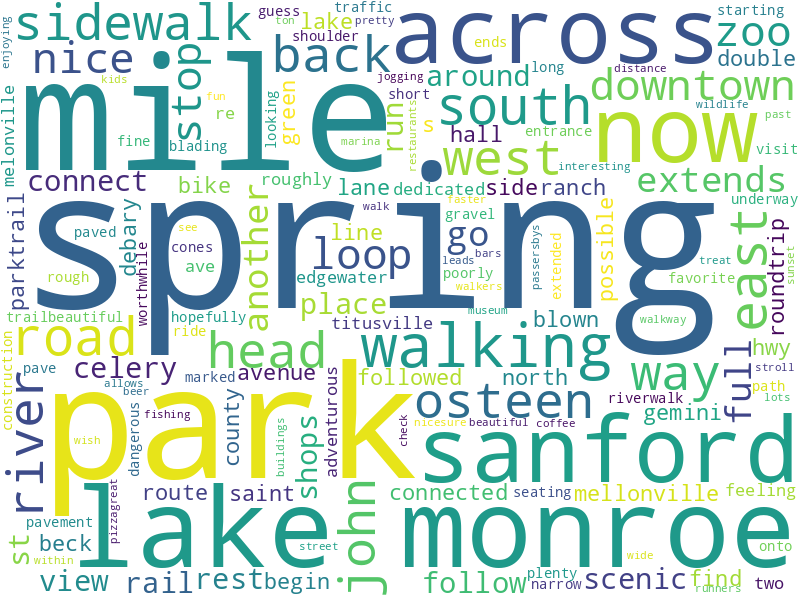 enjoying
sidewalk
ton
guess
pretty
traffic
lake
shoulder
across
starting
zoo
nice
back
ends
double
kids
jogging
around
long
distance
mile
stop
short
downtown
fun
looking
green
run
restaurants
s
south
wildlife
re
hall
entrance
now
past
fine
blading
marina
west
visit
melonville
interesting
connect
bike
roughly
lane
dedicated
side
ranch
extends
parktrail
see
spring
faster
walk
underway
paved
debary
cones
another
line
loop
go
gravel
leads
bars
passersbys
extended
possible
treat
east
roundtrip
sunset
rough
worthwhile
ave
edgewater
poorly
walkers
favorite
trailbeautiful
hopefully
place
museum
titusville
blown
walkway
construction
pave
ride
road
head
walking
hwy
celery
avenue
way
full
path
stroll
allows
beer
marked
adventurous
followed
north
osteen
riverwalk
lots
river
park
fishing
county
check
nicesure
beautiful
coffee
gemini
wish
dangerous
buildings
shops
sanford
st
pizzagreat
route
saint
john
connected
seating
mellonville
feeling
lake
monroe
pavement
beck
street
onto
within
wide
view
rail
rest
begin
follow
plenty
narrow
scenic
find
runners
two